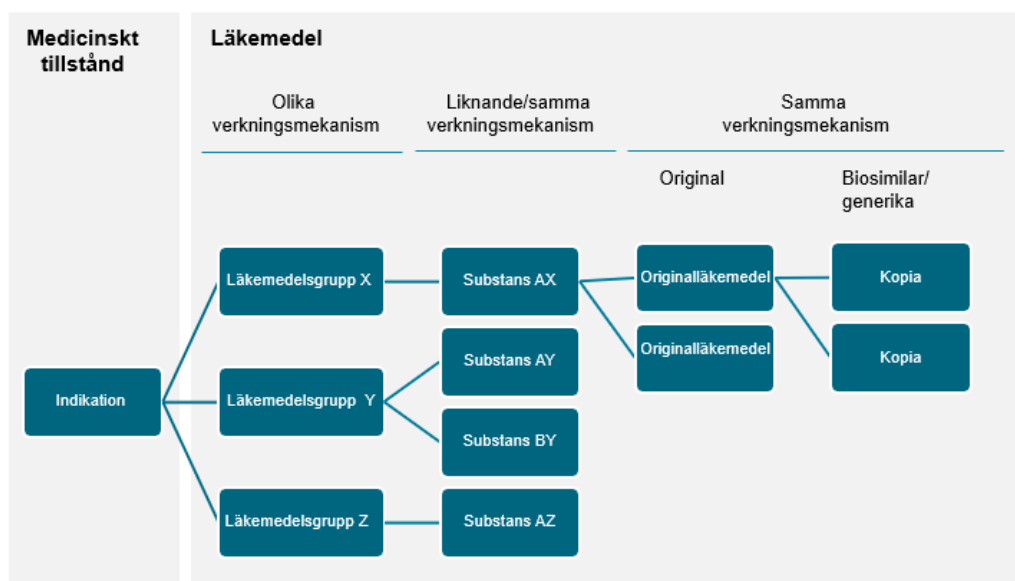 Medicinskt
tillstånd
Läkemedel
Olika
verkningsmekanism
Liknande/samma
verkningsmekanism
Samma
verkningsmekanism
Original
Biosimilar/
generika
Läkemedelsgrupp X
Substans AX
Originalläkemedel
Kopia
Originalläkemedel
Kopia
Substans AY
Indikation
Läkemedelsgrupp Y
Substans BY
Läkemedelsgrupp Z
Substans AZ